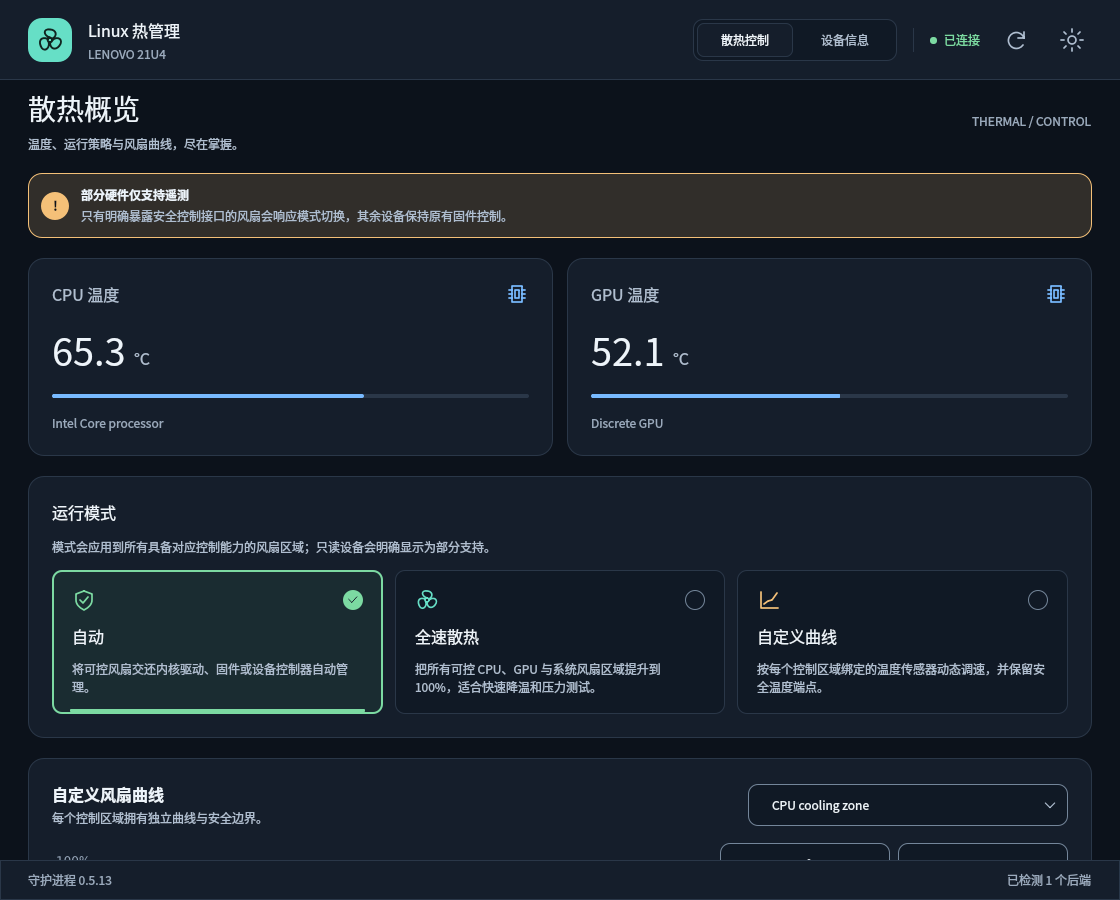 Linux 热管理
LENOVO 21U4
散热控制
设备信息
已连接
散热概览
温度、运行策略与风扇曲线，尽在掌握。
THERMAL / CONTROL
!
部分硬件仅支持遥测
只有明确暴露安全控制接口的风扇会响应模式切换，其余设备保持原有固件控制。
CPU 温度
65.3 °C
Intel Core processor
GPU 温度
52.1 °C
Discrete GPU
运行模式
模式会应用到所有具备对应控制能力的风扇区域；只读设备会明确显示为部分支持。
自动
将可控风扇交还内核驱动、固件或设备控制器自动管
理。
全速散热
把所有可控 CPU、GPU 与系统风扇区域提升到
100%，适合快速降温和压力测试。
自定义曲线
按每个控制区域绑定的温度传感器动态调速，并保留安
全温度端点。
自定义风扇曲线
每个控制区域拥有独立曲线与安全边界。
CPU cooling zone
100%
守护进程 0.5.13
已检测 1 个后端